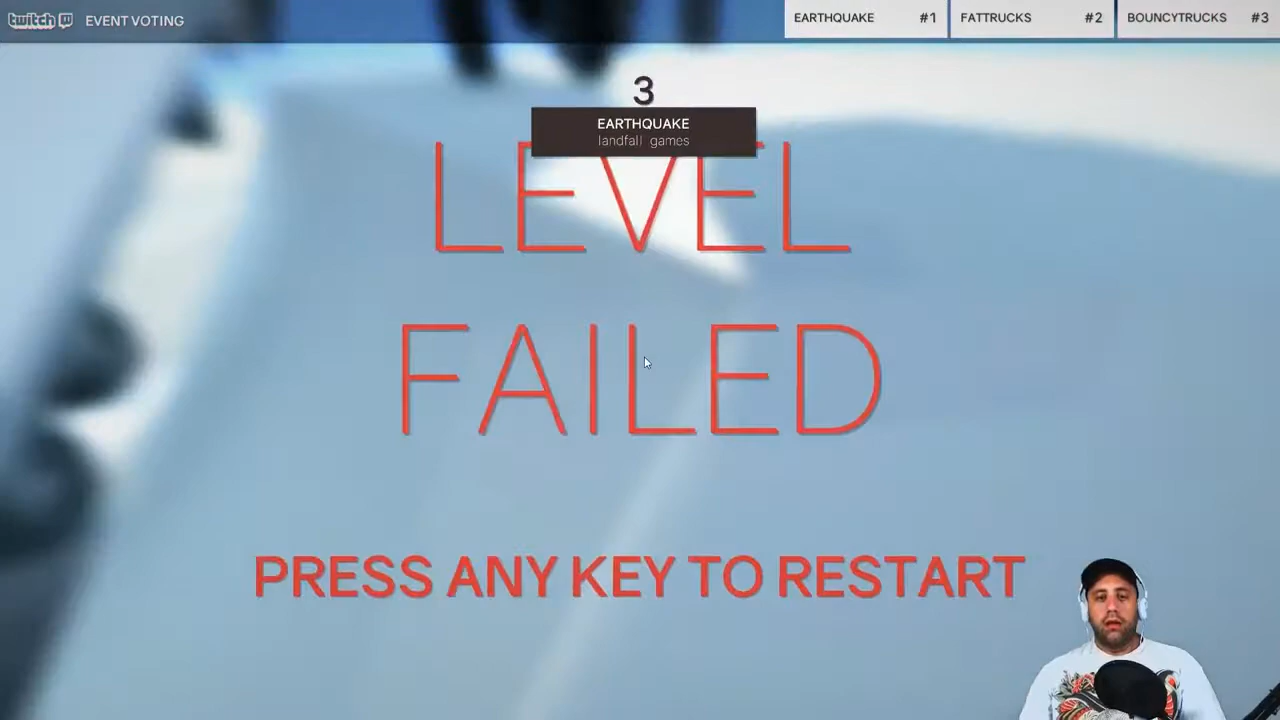 twitch EVENT VOTING
EARTHQUAKE #1
FATTRUCKS #2
BOUNCYTRUCKS #3
3
EARTHQUAKE
landfall games
LEVEL
FAILED
PRESS ANY KEY TO RESTART